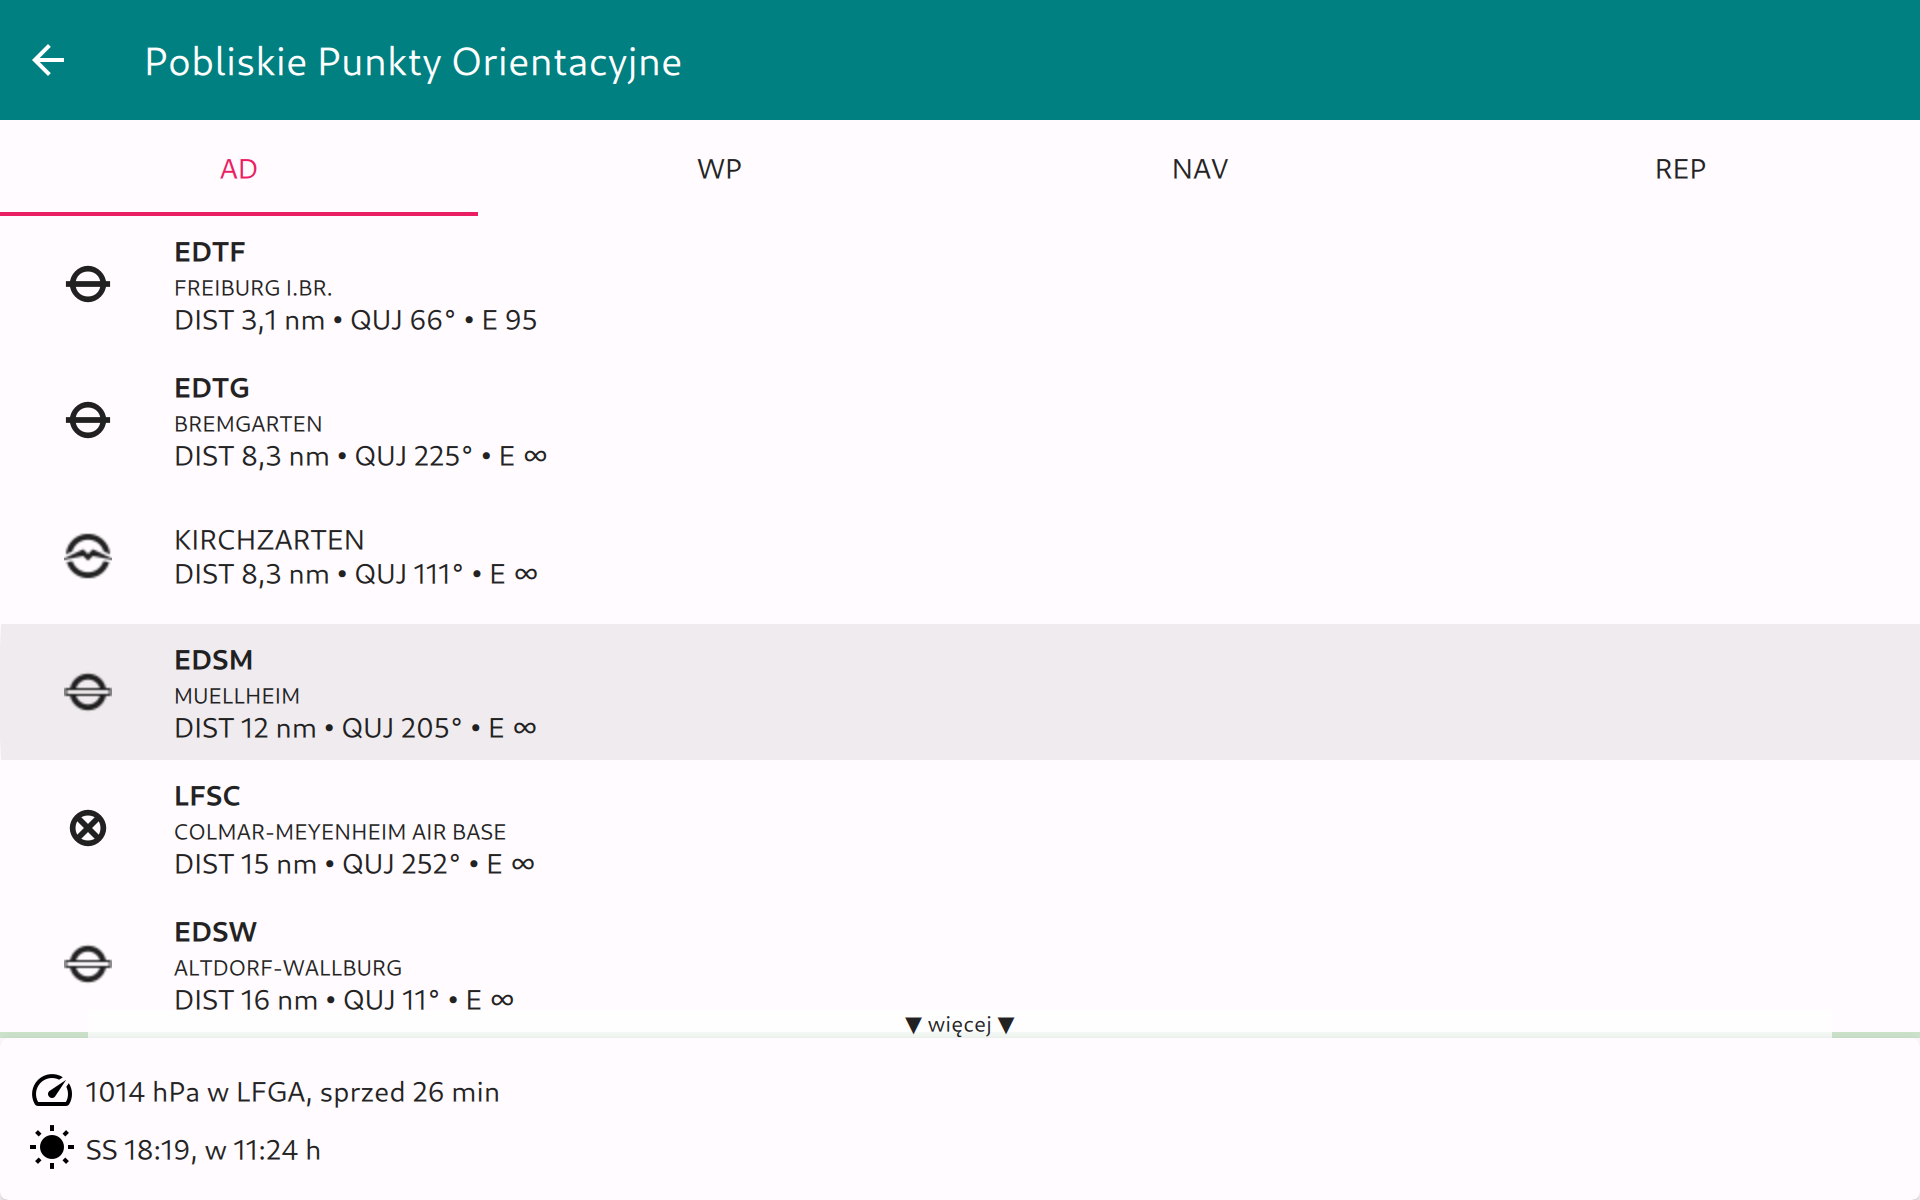 Pobliskie Punkty Orientacyjne
AD
WP
NAV
REP
EDTF
FREIBURG I.BR.
DIST 3,1 nm • QUJ 66° • E 95
EDTG
BREMGARTEN
DIST 8,3 nm • QUJ 225° • E ∞
KIRCHZARTEN
DIST 8,3 nm • QUJ 111° • E ∞
EDSM
MUELLHEIM
DIST 12 nm • QUJ 205° • E ∞
LFSC
COLMAR-MEYENHEIM AIR BASE
DIST 15 nm • QUJ 252° • E ∞
EDSW
ALTDORF-WALLBURG
DIST 16 nm • QUJ 11° • E ∞
▼ więcej ▼
1014 hPa w LFGA, sprzed 26 min
SS 18:19, w 11:24 h